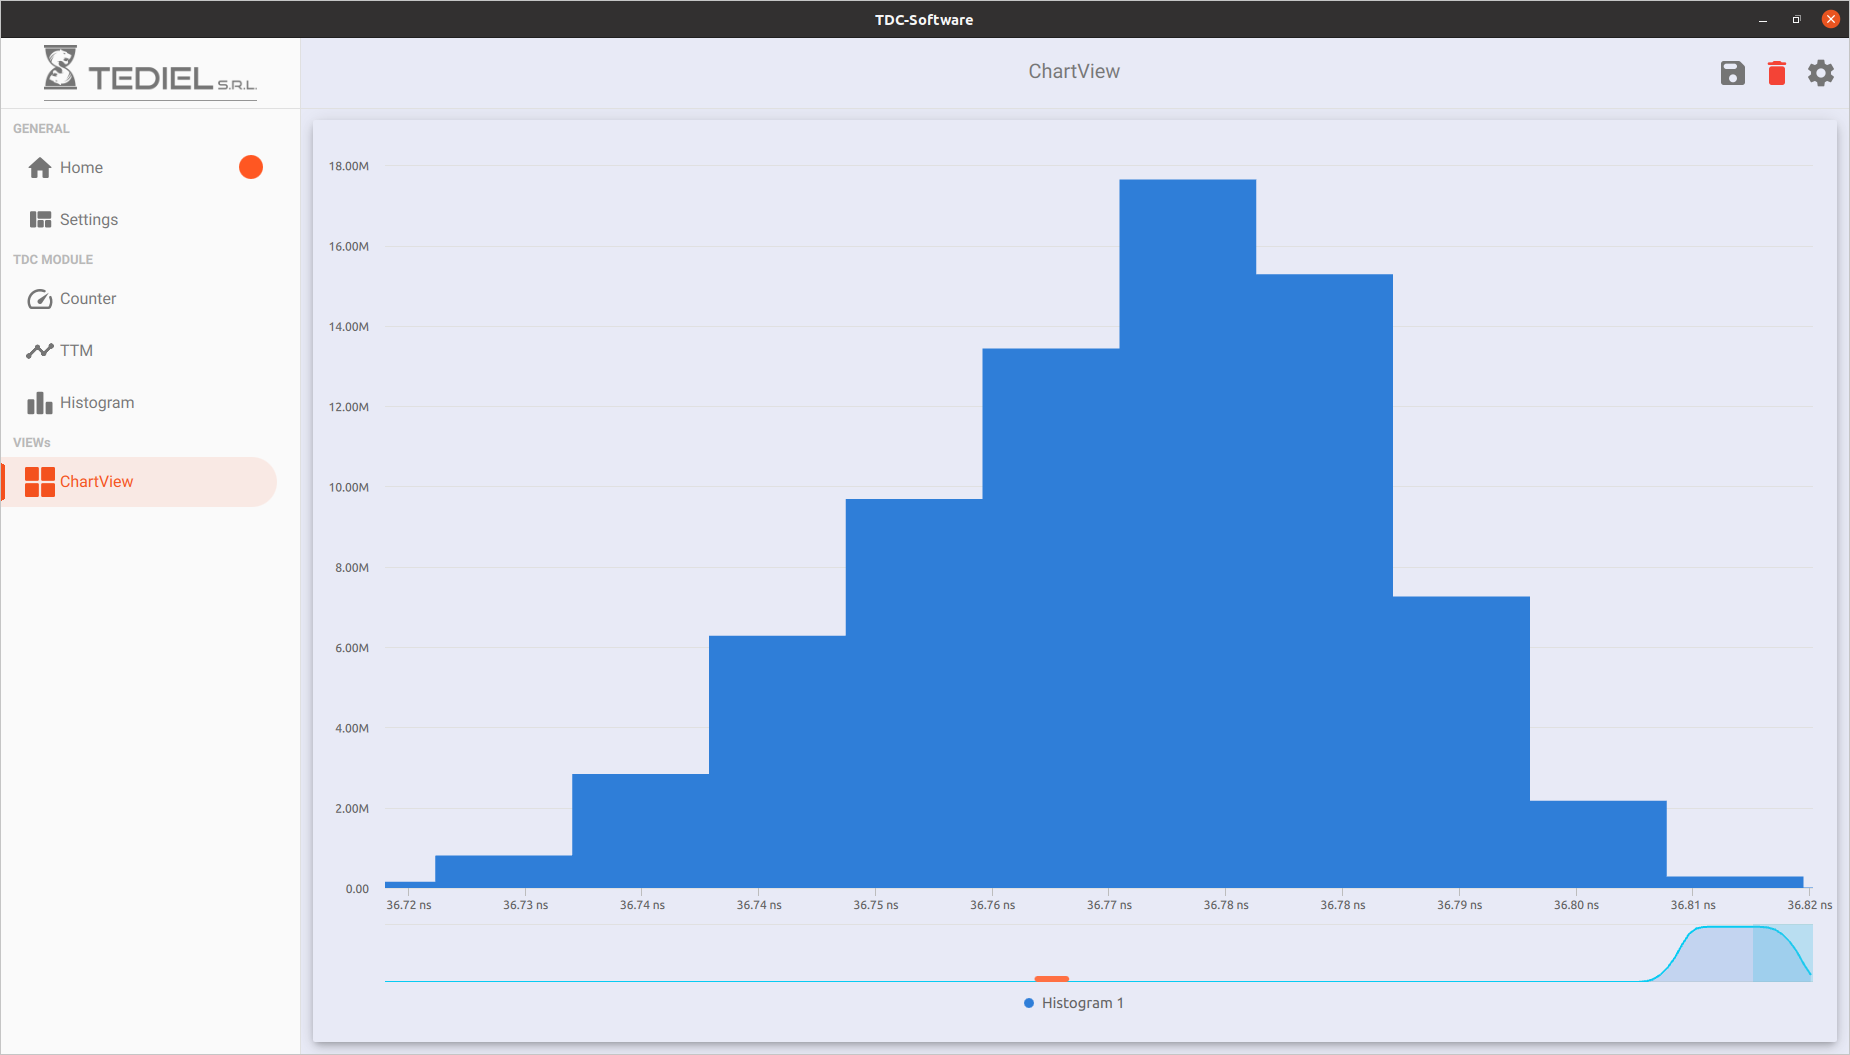 TDC-Software
TEDIEL S.R.L.
ChartView
GENERAL
Home
Settings
TDC MODULE
Counter
TTM
Histogram
VIEWs
ChartView
18.00M
16.00M
14.00M
12.00M
10.00M
8.00M
6.00M
4.00M
2.00M
0.00
36.72 ns 36.73 ns 36.74 ns 36.74 ns 36.75 ns 36.76 ns 36.77 ns 36.78 ns 36.78 ns 36.79 ns 36.80 ns 36.81 ns 36.82 ns
Histogram 1